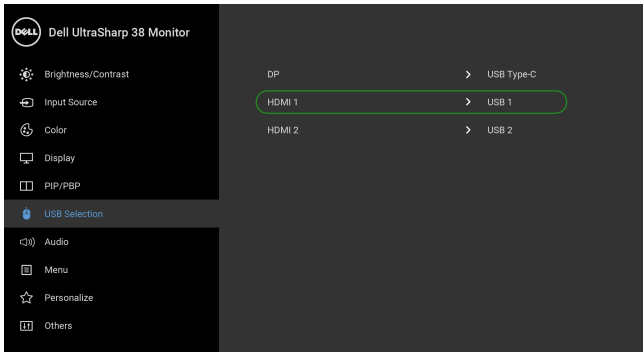 DELL Dell UltraSharp 38 Monitor
Brightness/Contrast
Input Source
Color
Display
PIP/PBP
USB Selection
Audio
Menu
Personalize
Others
DP > USB Type-C
HDMI 1 > USB 1
HDMI 2 > USB 2